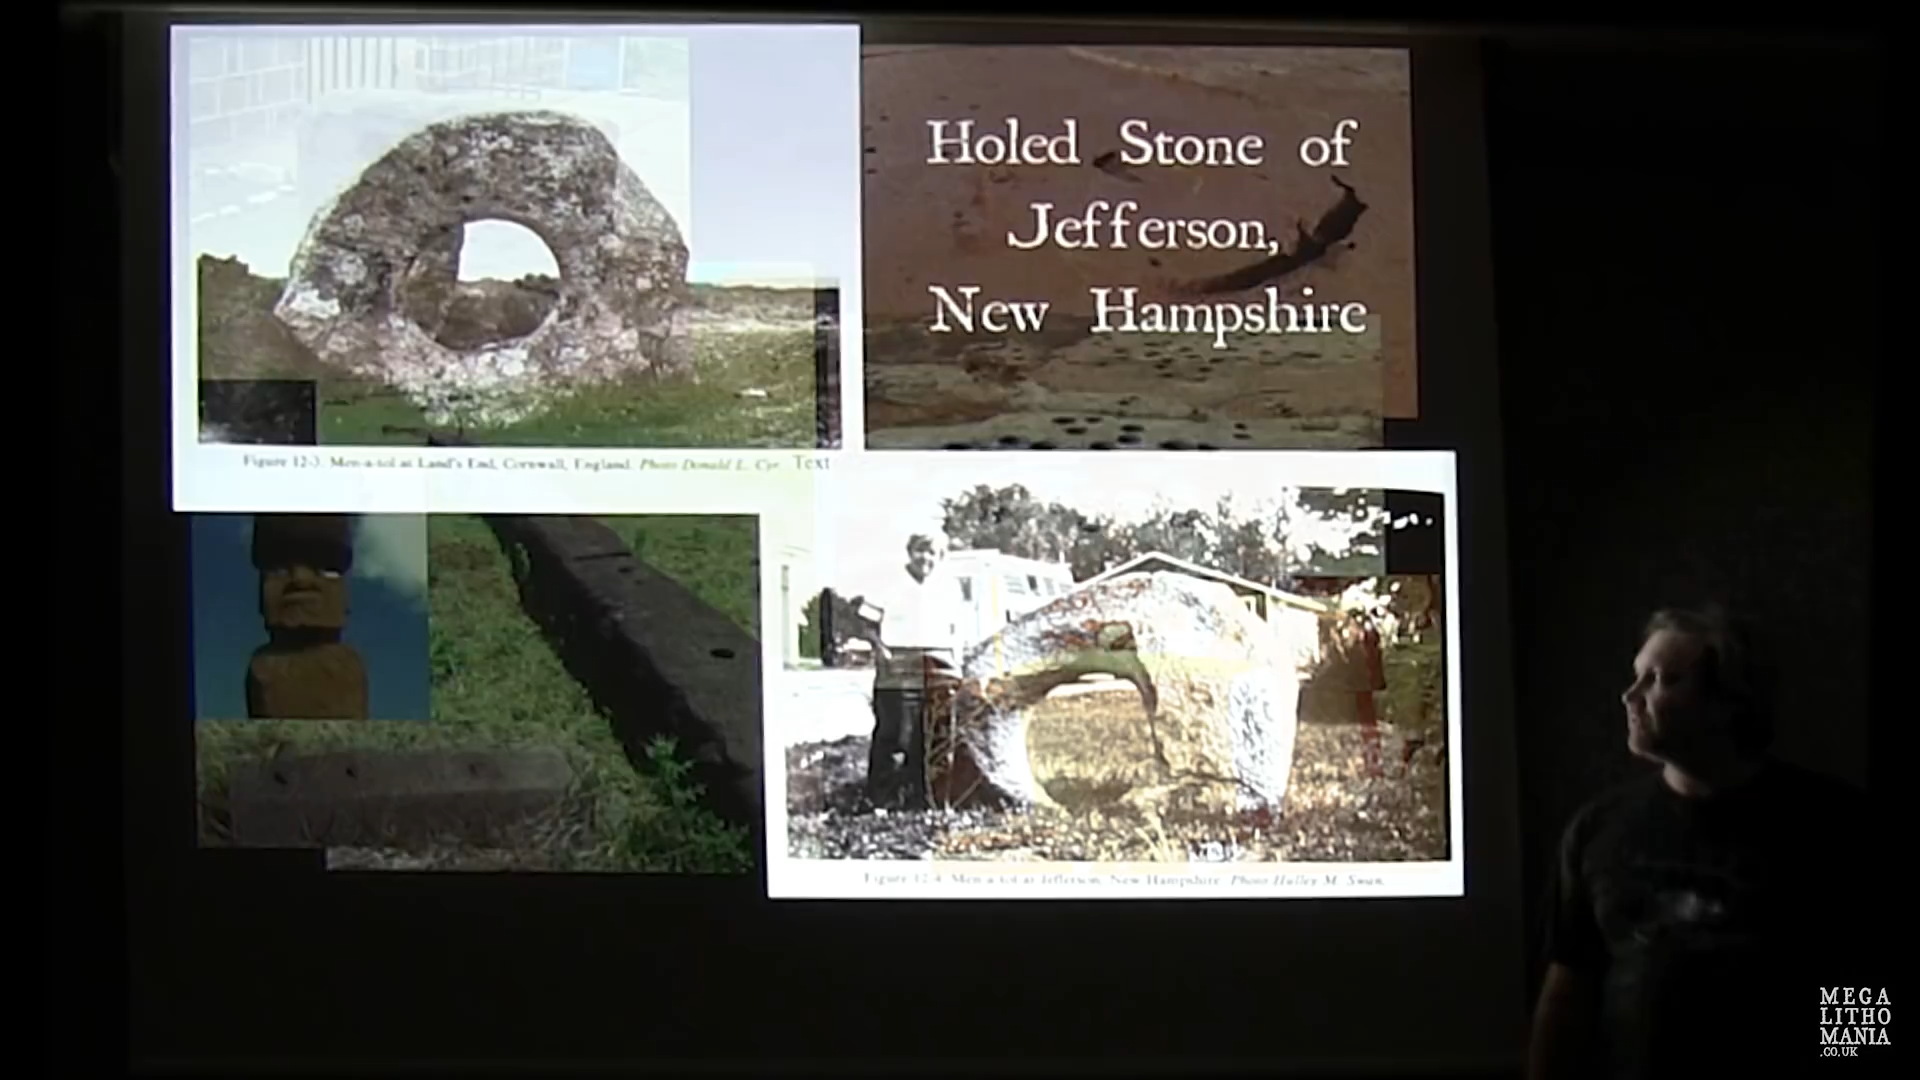 Holed Stone of
Jefferson,
New Hampshire
Figure 12-3. Men-a-tol at Land's End, Cornwall, England. Photo Donald L. Cyr. Text
Figure 12-4. Men-a-tol at Jefferson, New Hampshire. Photo Halley M. Swan.
MEGA
LITHO
MANIA
.CO.UK